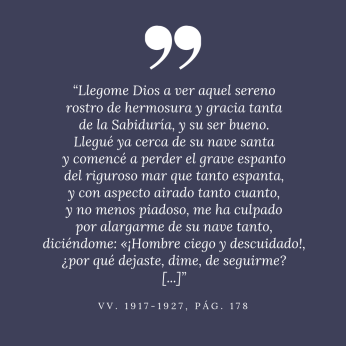 ”
“Llegome Dios a ver aquel sereno
rostro de hermosura y gracia tanta
de la Sabiduría, y su ser bueno.
Llegué ya cerca de su nave santa
y comencé a perder el grave espanto
del riguroso mar que tanto espanta,
y con aspecto airado tanto cuanto,
y no menos piadoso, me ha culpado
por alargarme de su nave tanto,
diciéndome: «¡Hombre ciego y descuidado!,
¿por qué dejaste, dime, de seguirme?
[...]”
VV. 1917-1927, PÁG. 178